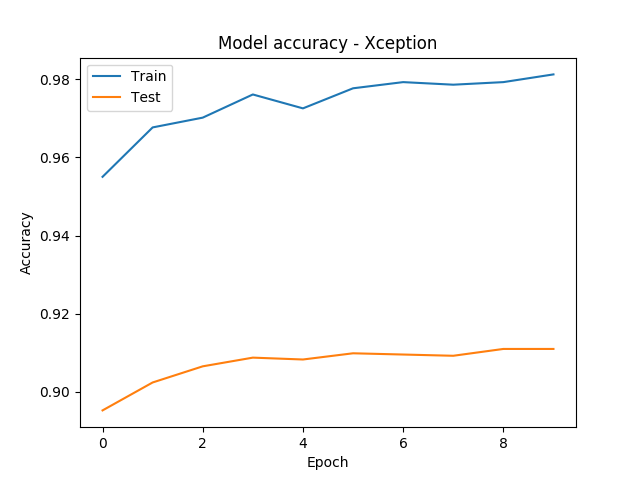 Model accuracy - Xception
Train
Test
0.98
0.96
0.94
0.92
0.90
Accuracy
0 2 4 6 8
Epoch